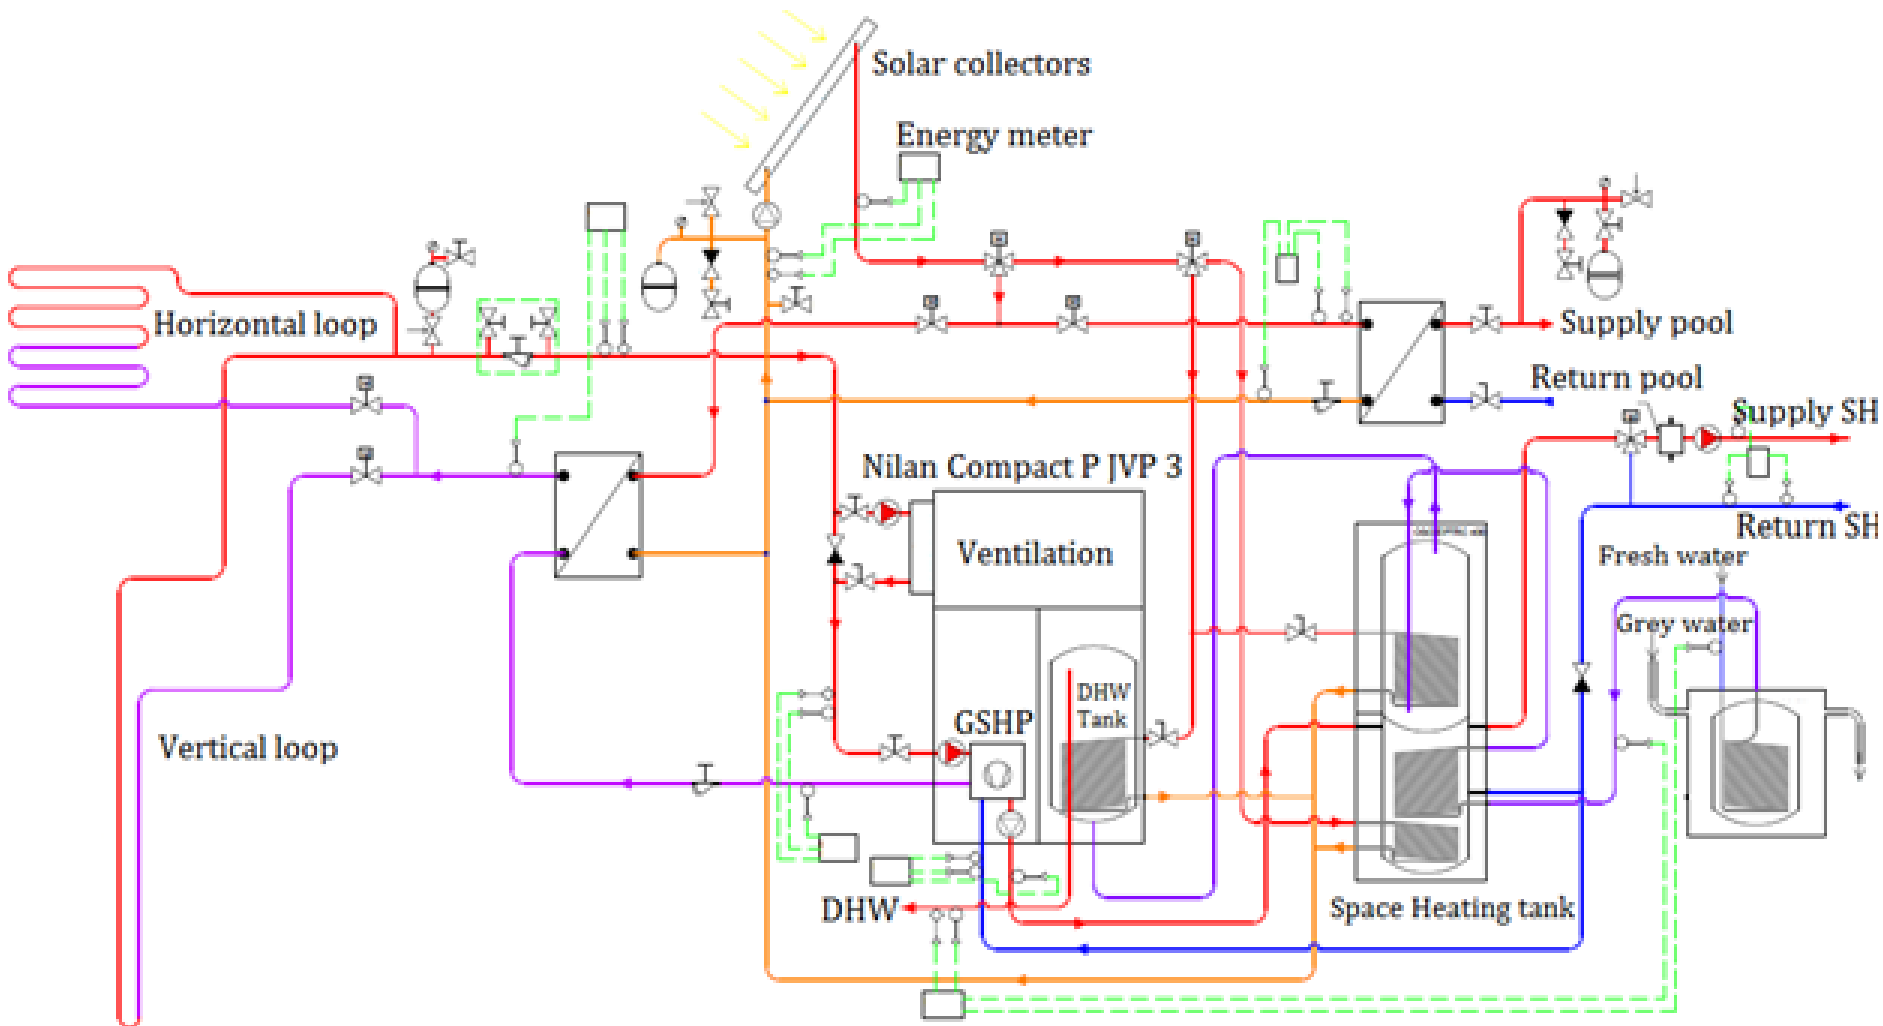 Solar collectors
Energy meter
Horizontal loop
Supply pool
Return pool
Supply SH
Nilan Compact P JVP 3
Return SH
Ventilation
Fresh water
Grey water
DHW
Tank
GSHP
Vertical loop
DHW
Space Heating tank